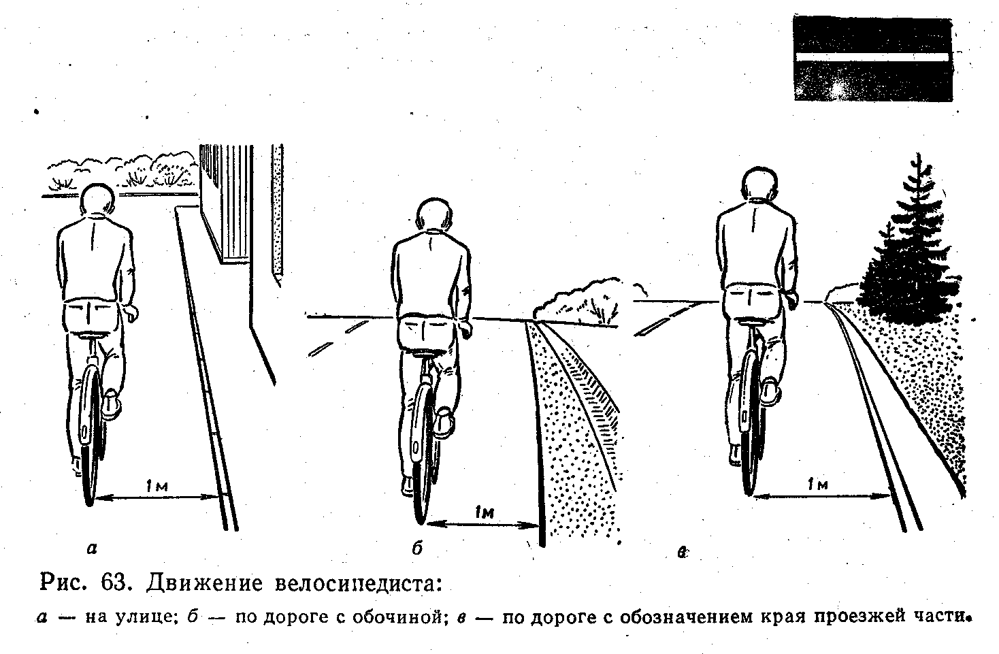 1м
1м
1м
а
б
в
Рис. 63. Движение велосипедиста:
а — на улице; б — по дороге с обочиной; в — по дороге с обозначением края проезжей части.